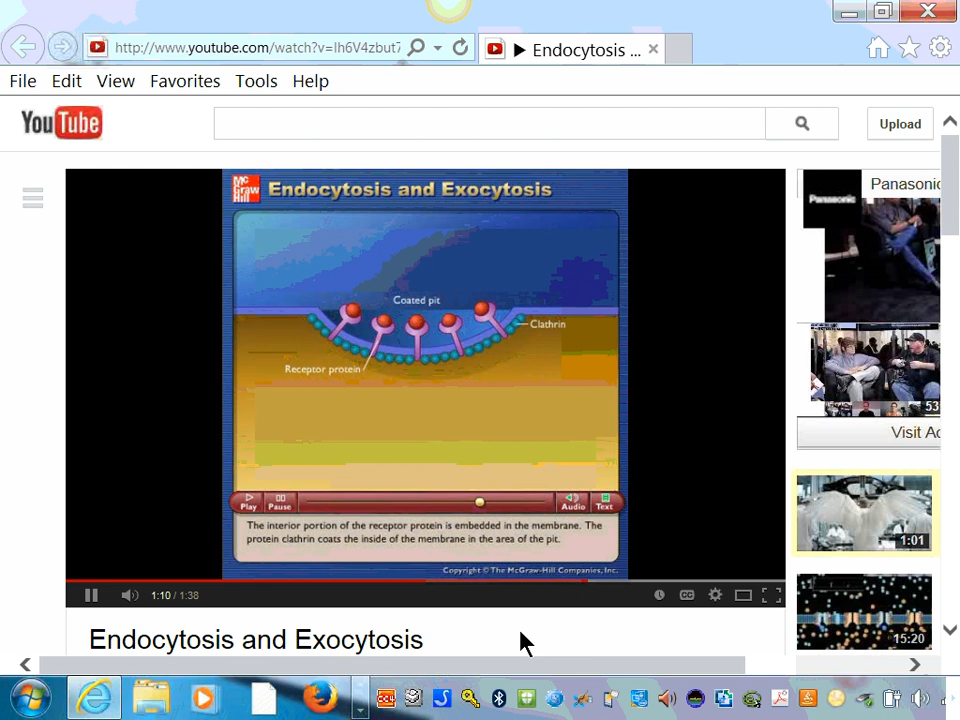 http://www.youtube.com/watch?v=lh6V4zbut7
Endocytosis ...
File Edit View Favorites Tools Help
YouTube
Upload
Mc Graw Hill
Endocytosis and Exocytosis
Panasonic
Panasonic
Coated pit
Clathrin
Receptor protein
53
Visit Ad
Play Pause Audio Text
The interior portion of the receptor protein is embedded in the membrane. The
protein clathrin coats the inside of the membrane in the area of the pit.
1:01
Copyright © The McGraw-Hill Companies, Inc.
1:10 / 1:38
CC
Endocytosis and Exocytosis
15:20
CCU